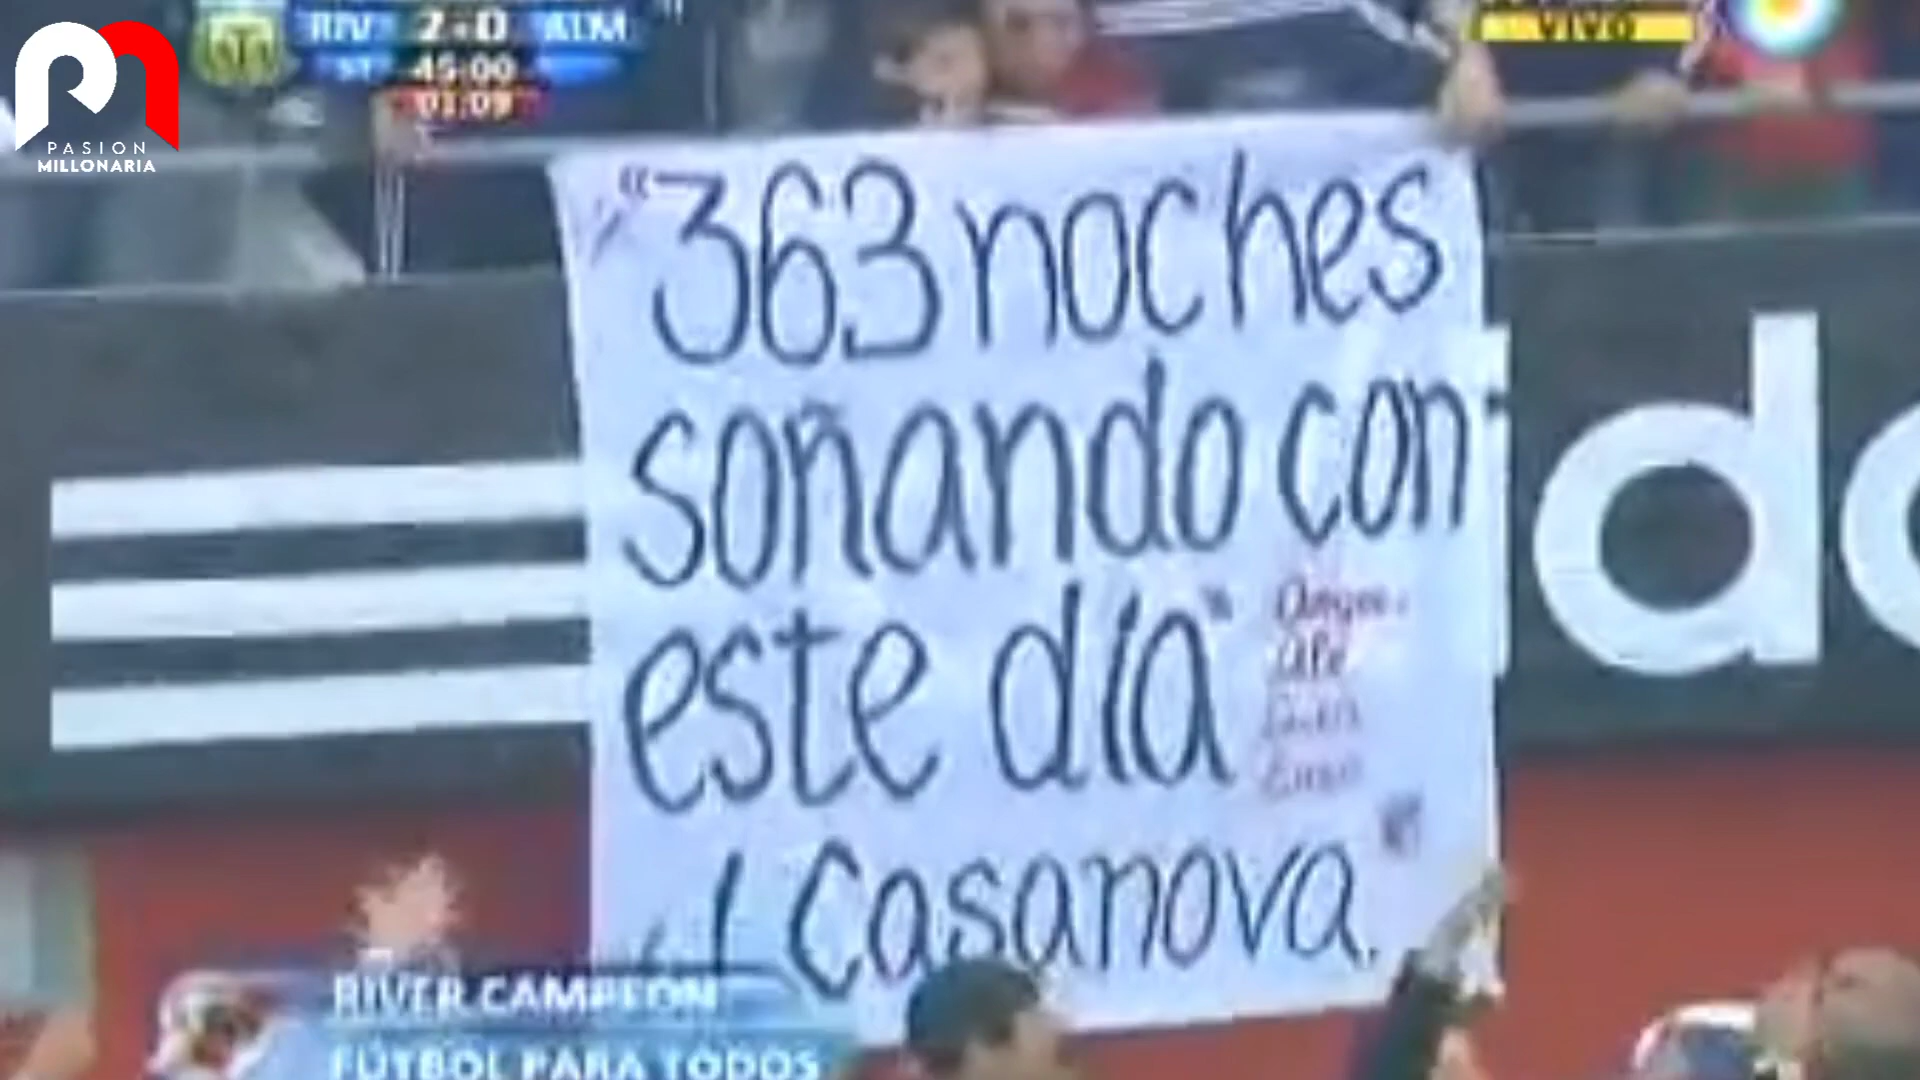 RIV 2-0 ALM
ST 45:00
01:09
VIVO
PASION
MILLONARIA
"363 noches
soñando con
este día"
Casanova.
RIVER CAMPEON
FÚTBOL PARA TODOS